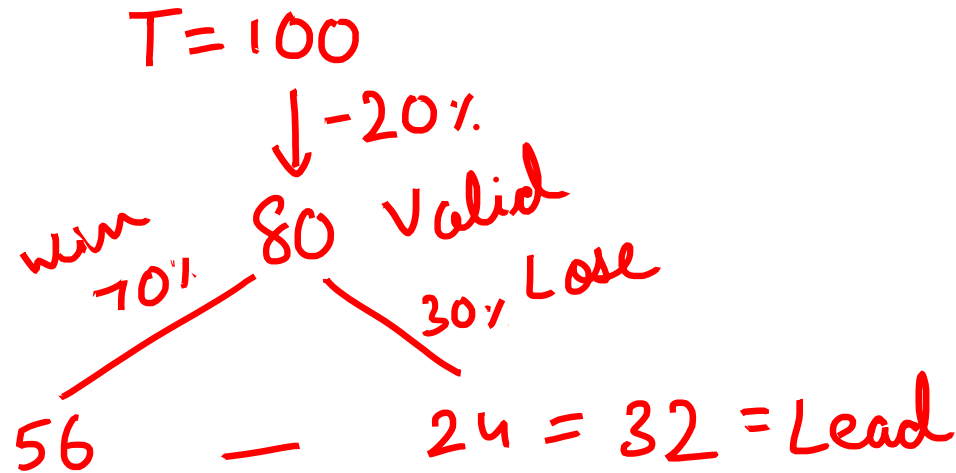 T = 100
-20%
80 Valid
win
70%
Lose
30%
56 — 24 = 32 = Lead